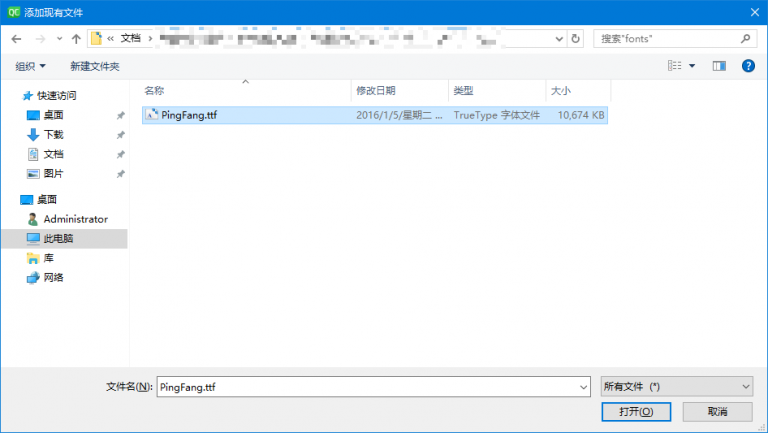 QC 添加现有文件
« 文档 >
搜索"fonts"
组织 新建文件夹
名称 修改日期 类型 大小
PingFang.ttf 2016/1/5/星期二 ... TrueType 字体文件 10,674 KB
快速访问
桌面
下载
文档
图片
桌面
Administrator
此电脑
库
网络
文件名(N): PingFang.ttf 所有文件 (*)
打开(O) 取消